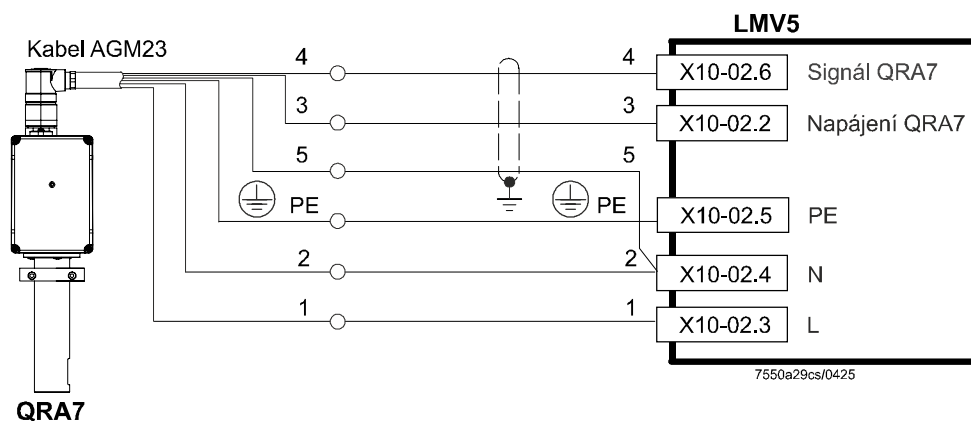 LMV5
Kabel AGM23
4
4
X10-02.6
Signál QRA7
3
3
X10-02.2
Napájení QRA7
5
5
PE
PE
X10-02.5
PE
2
2
X10-02.4
N
1
1
X10-02.3
L
7550a29cs/0425
QRA7